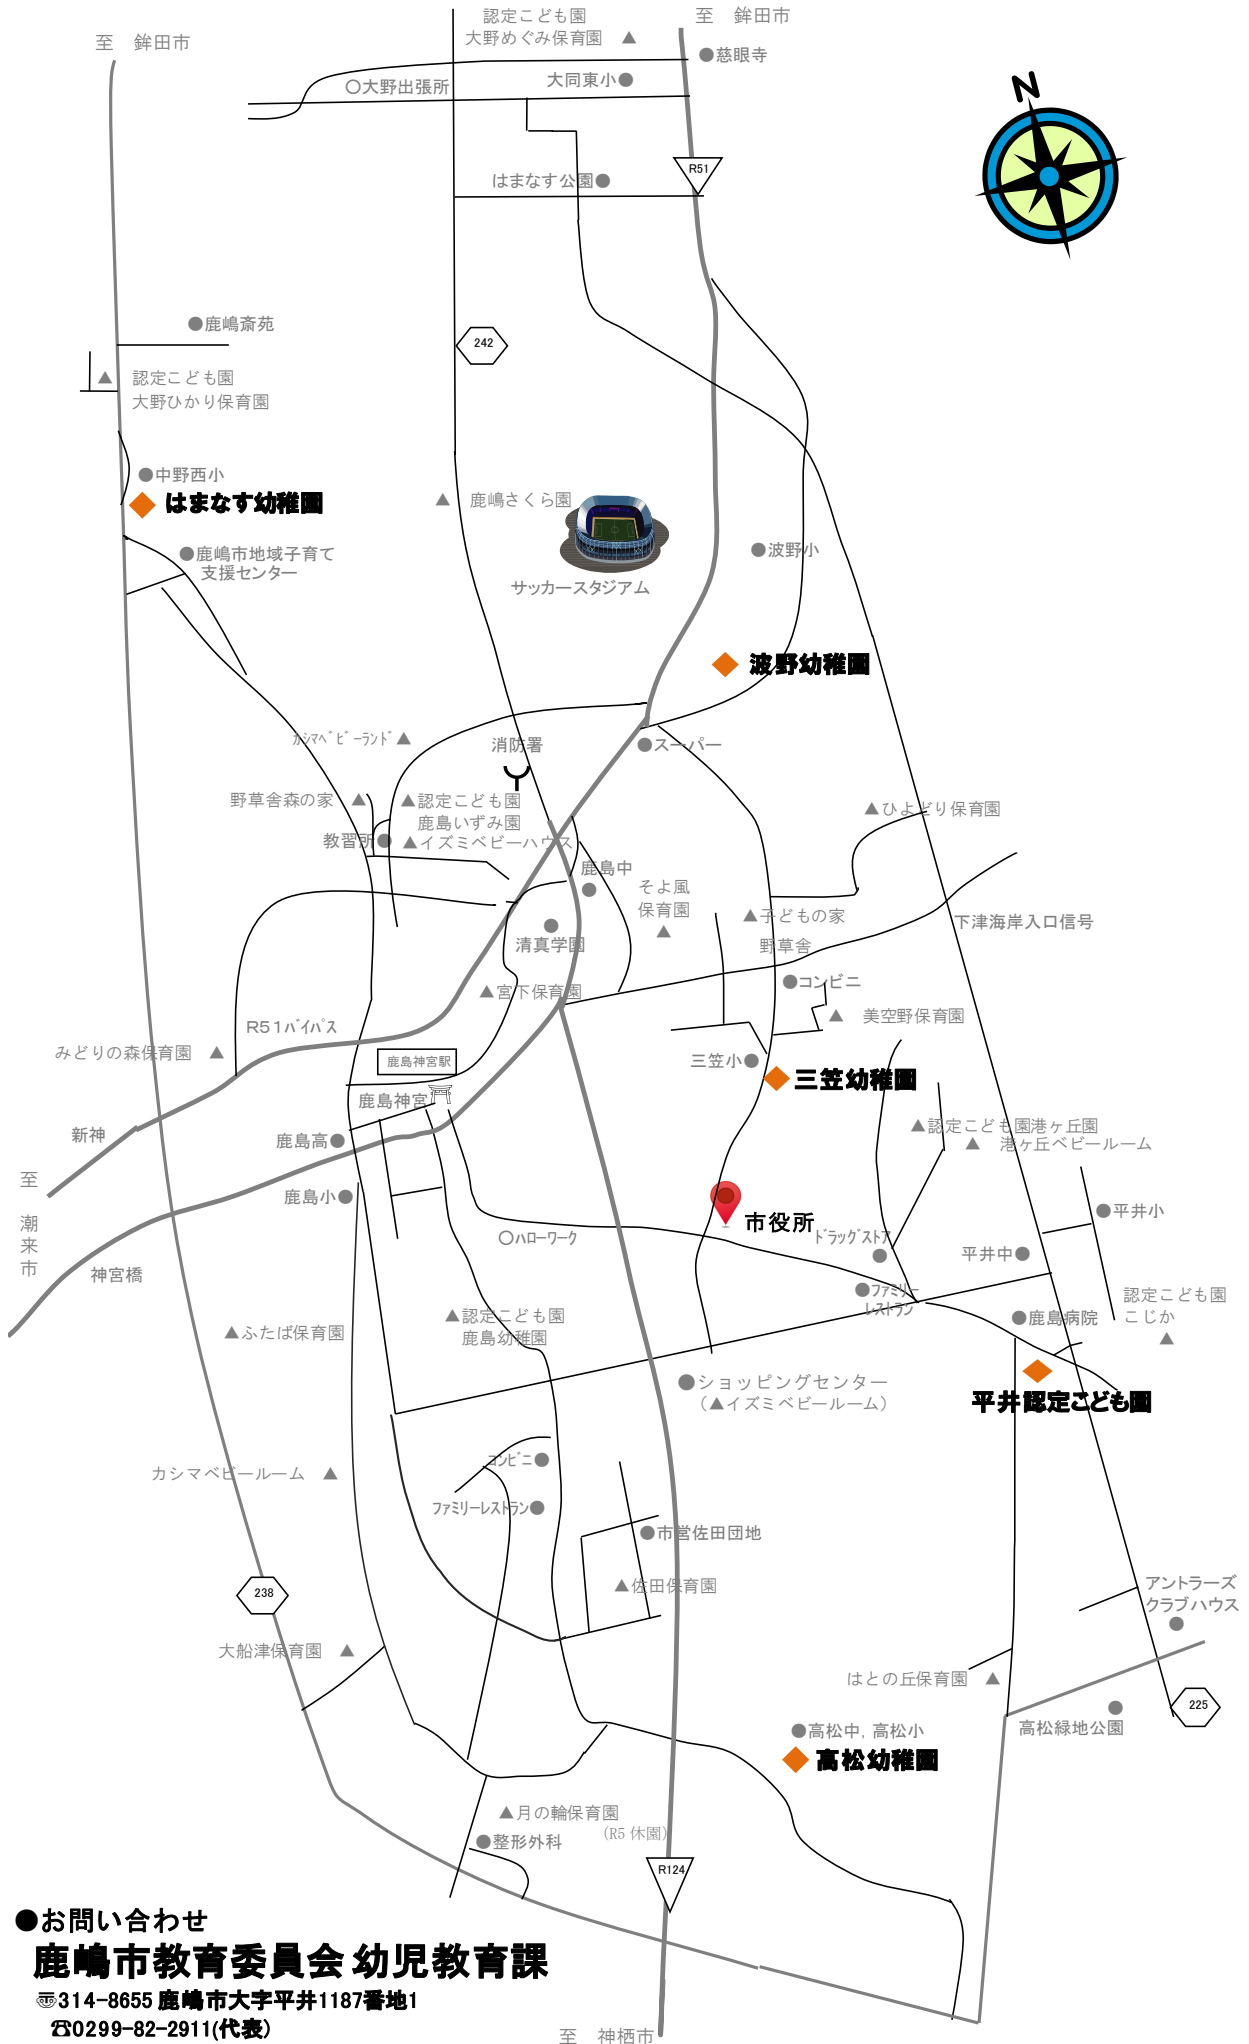 認定こども園
大野めぐみ保育園 ▲
至　鉾田市
至　鉾田市
●慈眼寺
○大野出張所
大同東小●
N
R51
はまなす公園●
●鹿嶋斎苑
242
▲ 認定こども園
大野ひかり保育園
●中野西小
◆ はまなす幼稚園
▲ 鹿嶋さくら園
●鹿嶋市地域子育て
支援センター
サッカースタジアム
●波野小
◆ 波野幼稚園
ｶｼﾏﾍﾞﾋﾞｰﾗﾝﾄﾞ▲
消防署
●スーパー
野草舎森の家 ▲
▲認定こども園
鹿島いずみ園
教習所●
▲イズミベビーハウス
▲ひよどり保育園
鹿島中
●
そよ風
保育園
▲
▲子どもの家
野草舎
下津海岸入口信号
●
清真学園
▲宮下保育園
●コンビニ
▲ 美空野保育園
R51ﾊﾞｲﾊﾟｽ
みどりの森保育園 ▲
鹿島神宮駅
三笠小●
◆ 三笠幼稚園
鹿島神宮
新神
鹿島高●
▲認定こども園港ヶ丘園
▲ 港ヶ丘ベビールーム
至
潮
来
市
鹿島小●
市役所
●平井小
○ﾊﾛｰﾜｰｸ
ﾄﾞﾗｯｸﾞｽﾄｱ
●
平井中●
神宮橋
●ﾌｧﾐﾘｰ
ﾚｽﾄﾗﾝ
認定こども園
こじか
▲
▲ふたば保育園
▲認定こども園
鹿島幼稚園
●鹿島病院
◆
平井認定こども園
●ショッピングセンター
（▲イズミベビールーム）
カシマベビールーム ▲
ｺﾝﾋﾞﾆ●
ﾌｧﾐﾘｰﾚｽﾄﾗﾝ●
●市営佐田団地
▲佐田保育園
238
アントラーズ
クラブハウス
●
大船津保育園 ▲
はとの丘保育園 ▲
225
●
高松緑地公園
●高松中, 高松小
◆ 高松幼稚園
▲月の輪保育園
（R5 休園）
●整形外科
R124
●お問い合わせ
鹿嶋市教育委員会 幼児教育課
〠314-8655 鹿嶋市大字平井1187番地1
☎0299-82-2911(代表)
至　神栖市